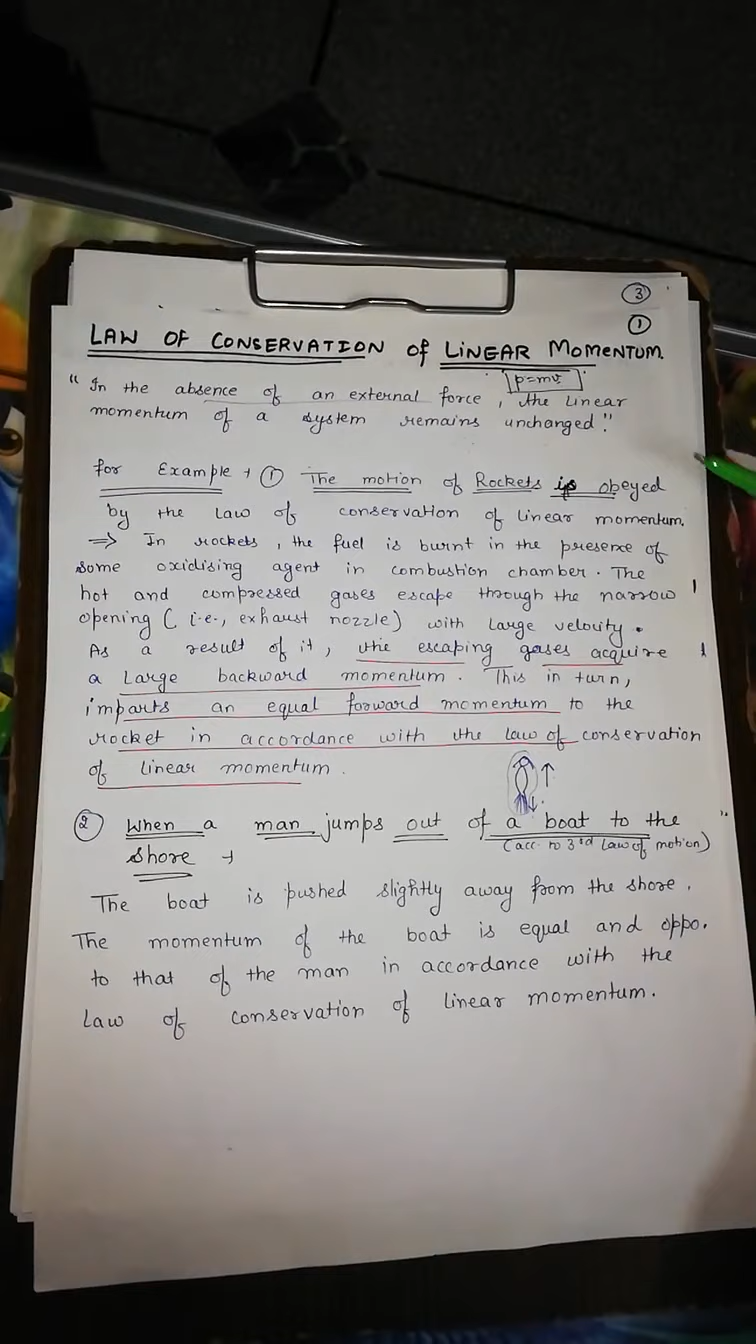 3
1
LAW OF CONSERVATION of LINEAR MOMENTUM.
p=mv
" In the absence of an external force, the linear
momentum of a system remains unchanged."
for Example → 1 The motion of Rockets is obeyed
by the law of conservation of linear momentum.
⇒ In rockets, the fuel is burnt in the presence of
some oxidising agent in combustion chamber. The
hot and compressed gases escape through the narrow
opening (i.e., exhaust nozzle) with large velocity.
As a result of it, the escaping gases acquire
a large backward momentum. This in turn,
imparts an equal forward momentum to the
rocket in accordance with the law of conservation
of linear momentum.
2 When a man jumps out of a boat to the
shore →
(acc. to 3rd law of motion)
The boat is pushed slightly away from the shore.
The momentum of the boat is equal and oppo.
to that of the man in accordance with the
law of conservation of linear momentum.